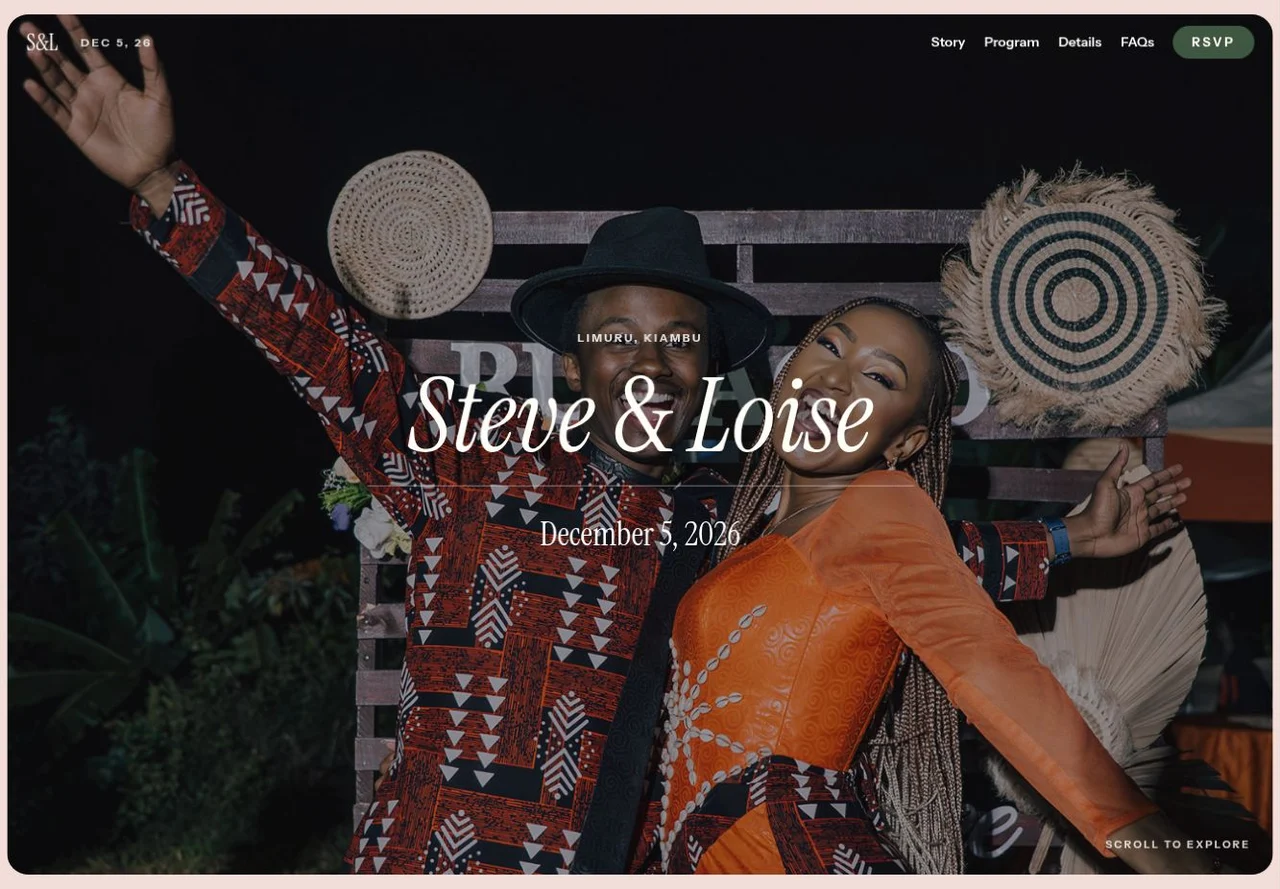 S&L DEC 5, 26 Story Program Details FAQs RSVP
LIMURU, KIAMBU
Steve & Loise
December 5, 2026
SCROLL TO EXPLORE